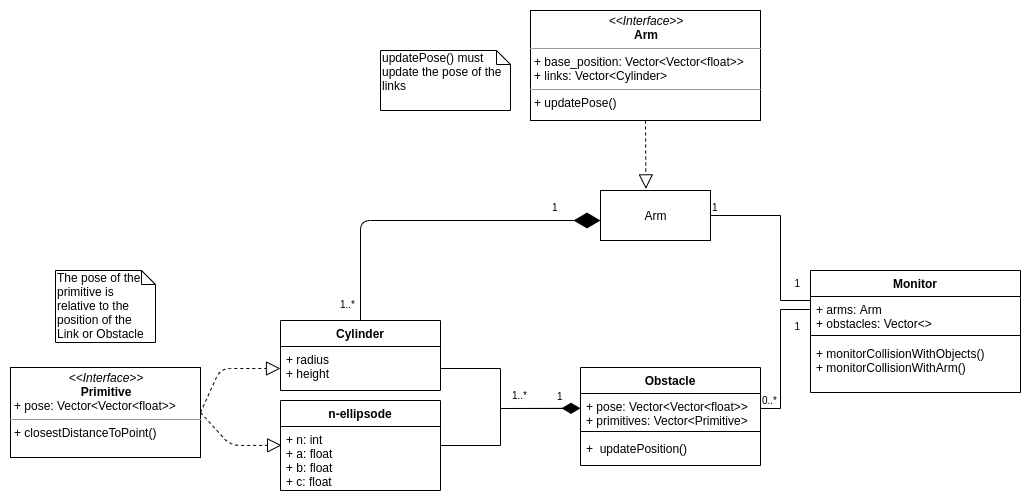 <<Interface>>
Arm
+ base_position: Vector<Vector<float>>
+ links: Vector<Cylinder>
+ updatePose()
updatePose() must
update the pose of the
links
Arm
1
1
1..*
1
1
0..*
Monitor
+ arms: Arm
+ obstacles: Vector<>
+ monitorCollisionWithObjects()
+ monitorCollisionWithArm()
The pose of the
primitive is
relative to the
position of the
Link or Obstacle
Cylinder
+ radius
+ height
<<Interface>>
Primitive
+ pose: Vector<Vector<float>>
+ closestDistanceToPoint()
n-ellipsode
+ n: int
+ a: float
+ b: float
+ c: float
1..*
1
Obstacle
+ pose: Vector<Vector<float>>
+ primitives: Vector<Primitive>
+ updatePosition()